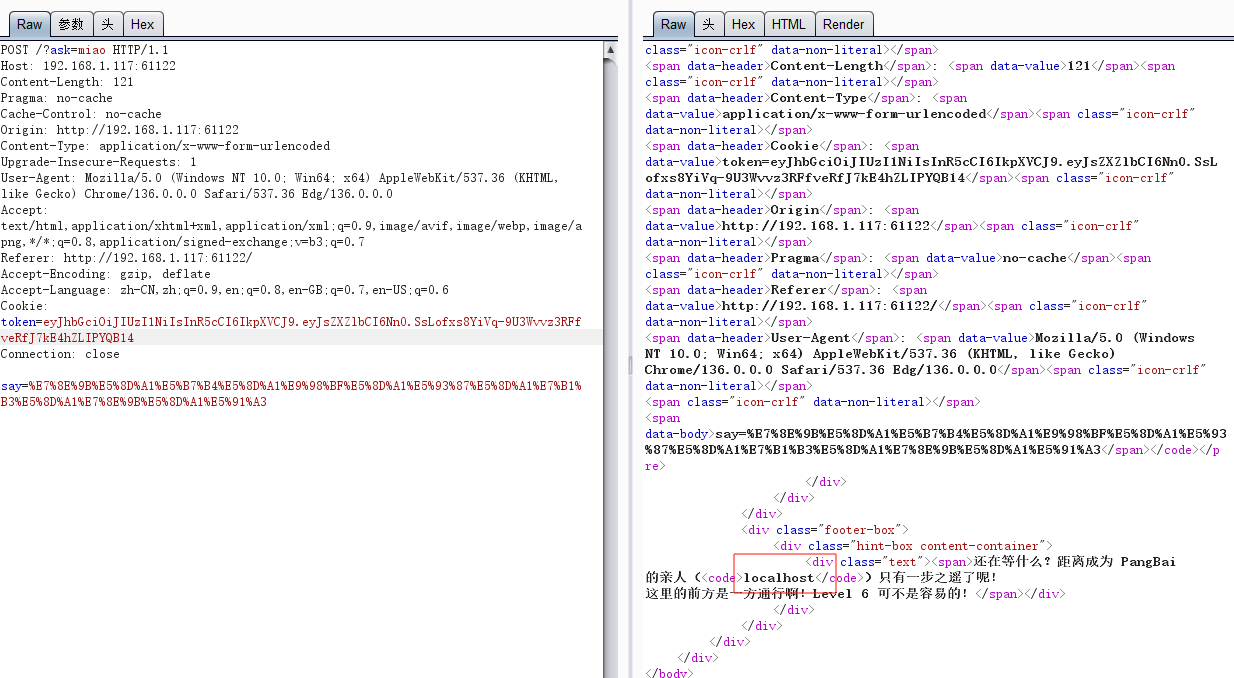 Raw 参数 头 Hex
POST /?ask=miao HTTP/1.1
Host: 192.168.1.117:61122
Content-Length: 121
Pragma: no-cache
Cache-Control: no-cache
Origin: http://192.168.1.117:61122
Content-Type: application/x-www-form-urlencoded
Upgrade-Insecure-Requests: 1
User-Agent: Mozilla/5.0 (Windows NT 10.0; Win64; x64) AppleWebKit/537.36 (KHTML,
like Gecko) Chrome/136.0.0.0 Safari/537.36 Edg/136.0.0.0
Accept:
text/html,application/xhtml+xml,application/xml;q=0.9,image/avif,image/webp,image/a
png,*/*;q=0.8,application/signed-exchange;v=b3;q=0.7
Referer: http://192.168.1.117:61122/
Accept-Encoding: gzip, deflate
Accept-Language: zh-CN,zh;q=0.9,en;q=0.8,en-GB;q=0.7,en-US;q=0.6
Cookie:
token=eyJhbGciOiJIUzI1NiIsInR5cCI6IkpXVCJ9.eyJsZXZlbCI6Nn0.SsLofxs8YiVq-9U3Wvvz3RFf
veRfJ7kE4hZLIPYQB14
Connection: close
say=%E7%8E%9B%E5%8D%A1%E5%B7%B4%E5%8D%A1%E9%98%BF%E5%8D%A1%E5%93%87%E5%8D%A1%E7%B1%
B3%E5%8D%A1%E7%8E%9B%E5%8D%A1%E5%91%A3
Raw 头 Hex HTML Render
class="icon-crlf" data-non-literal></span>
<span data-header>Content-Length</span>: <span data-value>121</span><span
class="icon-crlf" data-non-literal></span>
<span data-header>Content-Type</span>: <span
data-value>application/x-www-form-urlencoded</span><span class="icon-crlf"
data-non-literal></span>
<span data-header>Cookie</span>: <span
data-value>token=eyJhbGciOiJIUzI1NiIsInR5cCI6IkpXVCJ9.eyJsZXZlbCI6Nn0.SsL
ofxs8YiVq-9U3Wvvz3RFfveRfJ7kE4hZLIPYQB14</span><span class="icon-crlf"
data-non-literal></span>
<span data-header>Origin</span>: <span
data-value>http://192.168.1.117:61122</span><span class="icon-crlf"
data-non-literal></span>
<span data-header>Pragma</span>: <span data-value>no-cache</span><span
class="icon-crlf" data-non-literal></span>
<span data-header>Referer</span>: <span
data-value>http://192.168.1.117:61122/</span><span class="icon-crlf"
data-non-literal></span>
<span data-header>User-Agent</span>: <span data-value>Mozilla/5.0 (Windows
NT 10.0; Win64; x64) AppleWebKit/537.36 (KHTML, like Gecko)
Chrome/136.0.0.0 Safari/537.36 Edg/136.0.0.0</span><span class="icon-crlf"
data-non-literal></span>
<span class="icon-crlf" data-non-literal></span>
<span
data-body>say=%E7%8E%9B%E5%8D%A1%E5%B7%B4%E5%8D%A1%E9%98%BF%E5%8D%A1%E5%93
%87%E5%8D%A1%E7%B1%B3%E5%8D%A1%E7%8E%9B%E5%8D%A1%E5%91%A3</span></code></p
re>
</div>
</div>
</div>
<div class="footer-box">
<div class="hint-box content-container">
<div class="text"><span>还在等什么？距离成为 PangBai
的亲人（<code>localhost</code>）只有一步之遥了呢！
这里的前方是一方通行啊！Level 6 可不是容易的！</span></div>
</div>
</div>
</div>
</div>
</body>